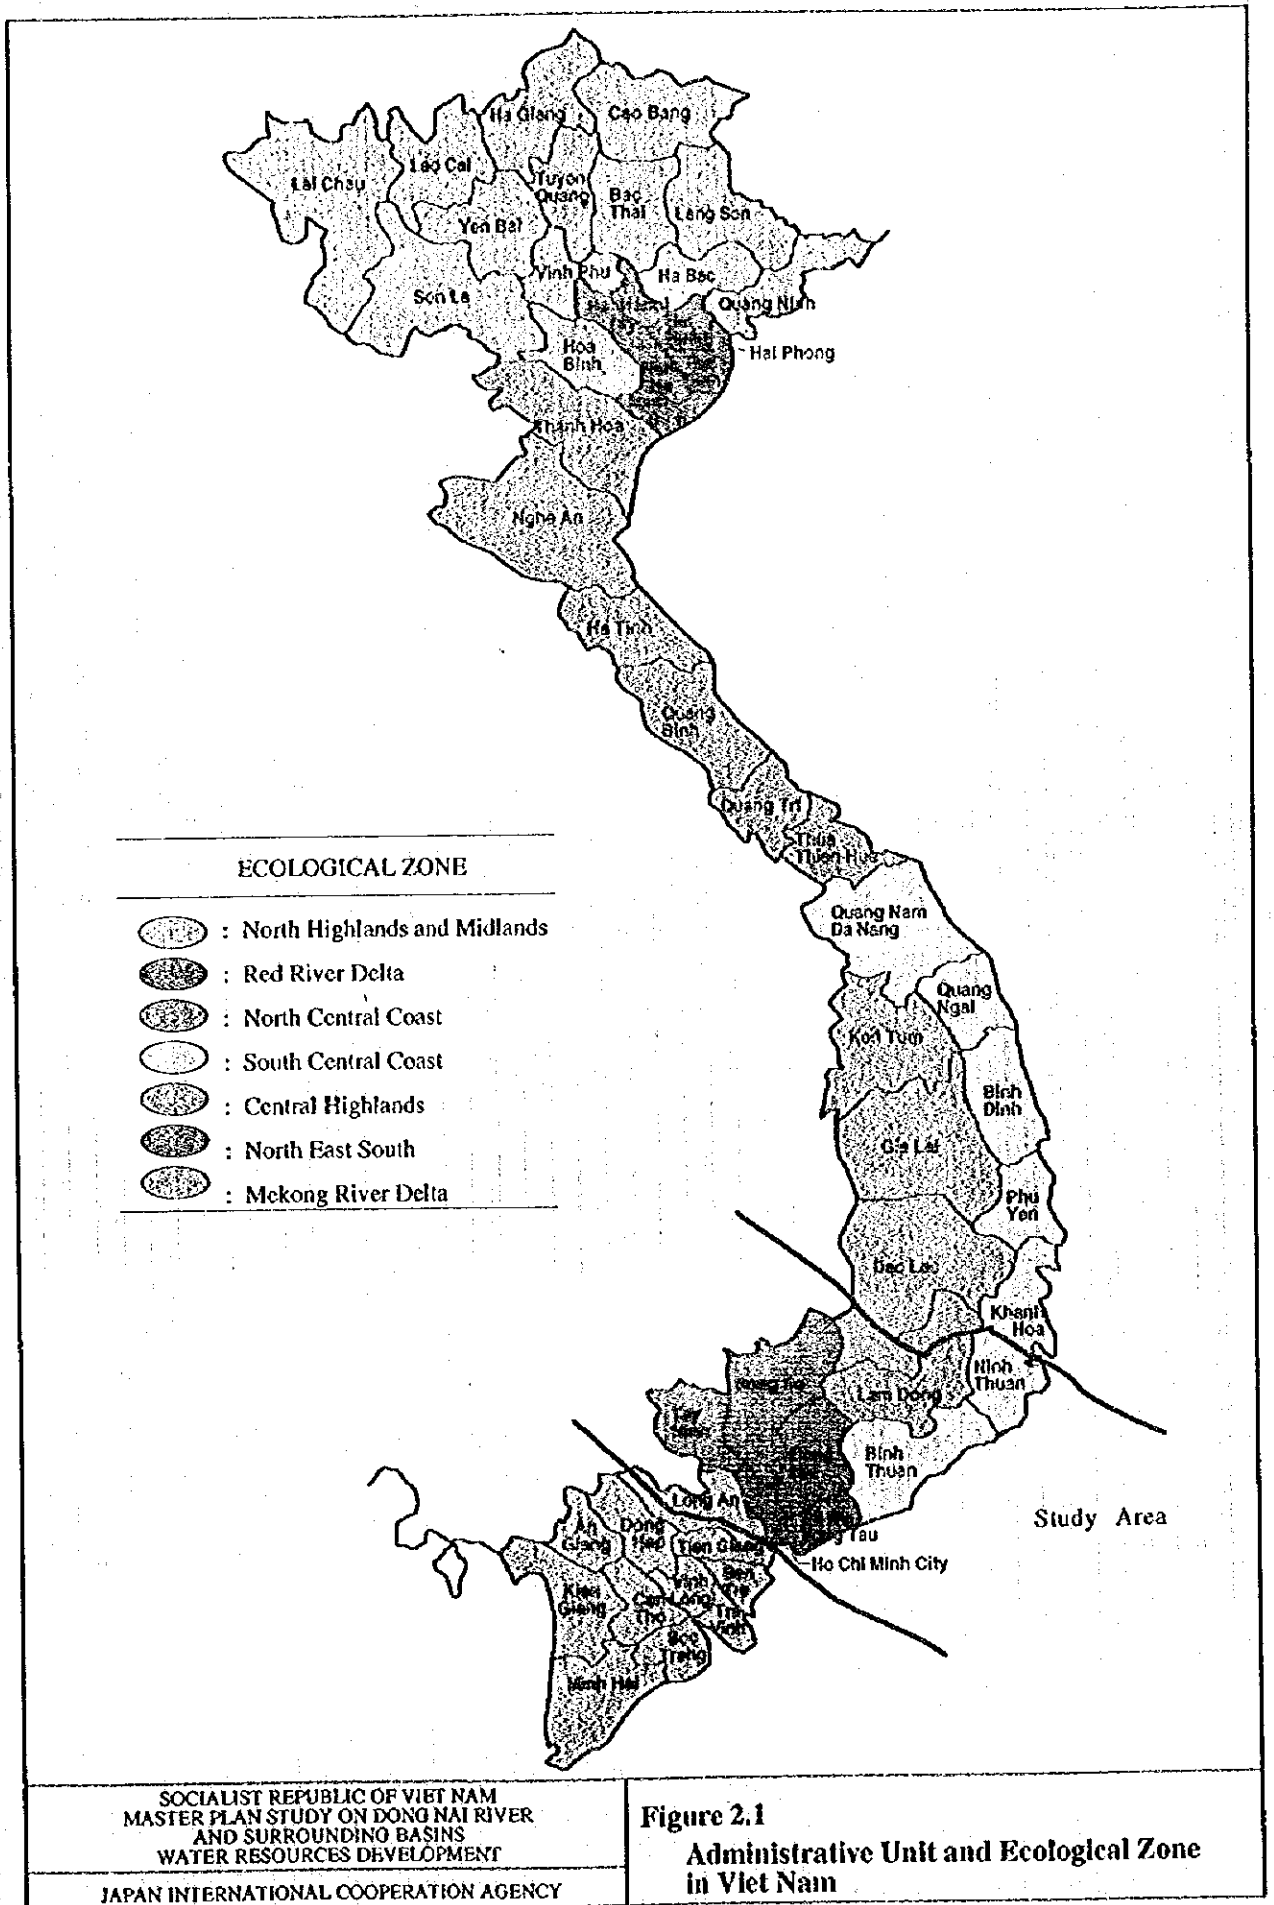 Ha Giang
Cao Bang
Lao Cai
Lai Chau
Tuyen
Quang
Bac
Thai
Lang Son
Yen Bai
Vinh Phu
Ha Bac
Son La
Quang Ninh
Hoa
Binh
Hai Phong
Thanh Hoa
Nghe An
Ha Tinh
Quang
Binh
Quang Tri
Thua
Thien Hue
ECOLOGICAL ZONE
: North Highlands and Midlands
: Red River Delta
: North Central Coast
: South Central Coast
: Central Highlands
: North East South
: Mekong River Delta
Quang Nam
Da Nang
Quang
Ngai
Kon Tum
Binh
Dinh
Gia Lai
Phu
Yen
Dac Lac
Khanh
Hoa
Ninh
Thuan
Lam Dong
Tay
Binh
Thuan
Long An
Study Area
An
Giang
Dong
Thap
Tien Giang
Tau
Ho Chi Minh City
Kien
Giang
Can
Tho
Vinh
Long
Ben
Tre
Tra
Vinh
Soc
Trang
Minh Hai
SOCIALIST REPUBLIC OF VIET NAM
MASTER PLAN STUDY ON DONG NAI RIVER
AND SURROUNDING BASINS
WATER RESOURCES DEVELOPMENT
JAPAN INTERNATIONAL COOPERATION AGENCY
Figure 2.1
Administrative Unit and Ecological Zone
in Viet Nam